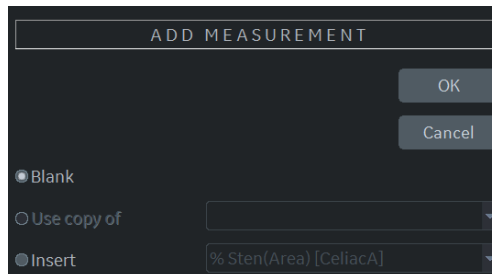 ADD MEASUREMENT
OK
Cancel
Blank
Use copy of
Insert
% Sten(Area) [CeliacA]